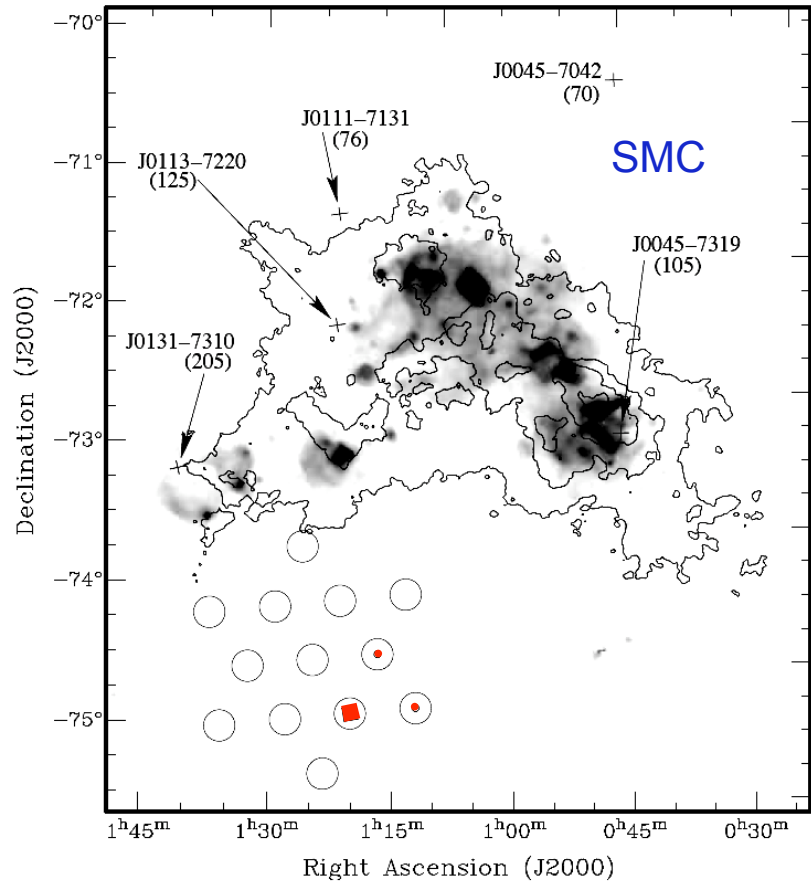 −70°
J0045−7042
(70)
J0111−7131
(76)
SMC
−71°
J0113−7220
(125)
J0045−7319
(105)
−72°
J0131−7310
(205)
Declination (J2000)
−73°
−74°
−75°
1ʰ45ᵐ 1ʰ30ᵐ 1ʰ15ᵐ 1ʰ00ᵐ 0ʰ45ᵐ 0ʰ30ᵐ
Right Ascension (J2000)